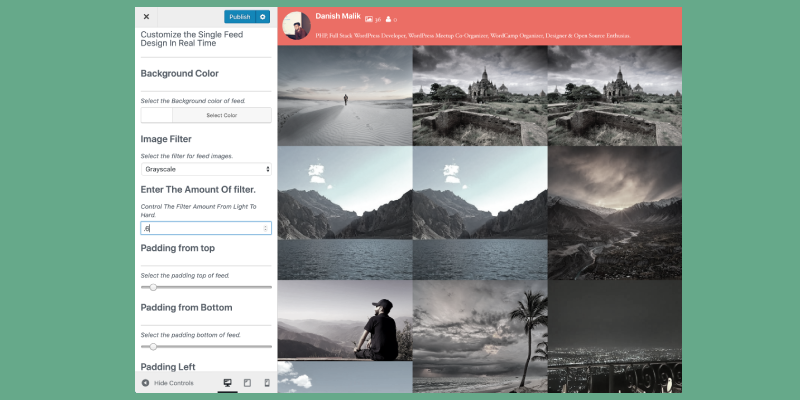 Publish
Customize the Single Feed
Design In Real Time
Background Color
Select the Background color of feed.
Select Color
Image Filter
Select the filter for feed images.
Grayscale
Enter The Amount Of filter.
Control The Filter Amount From Light To
Hard.
.6
Padding from top
Select the padding top of feed.
Padding from Bottom
Select the padding bottom of feed.
Padding Left
Hide Controls
Danish Malik 36 0
PHP, Full Stack WordPress Developer, WordPress Meetup Co-Organizer, WordCamp Organizer, Designer & Open Source Enthusias